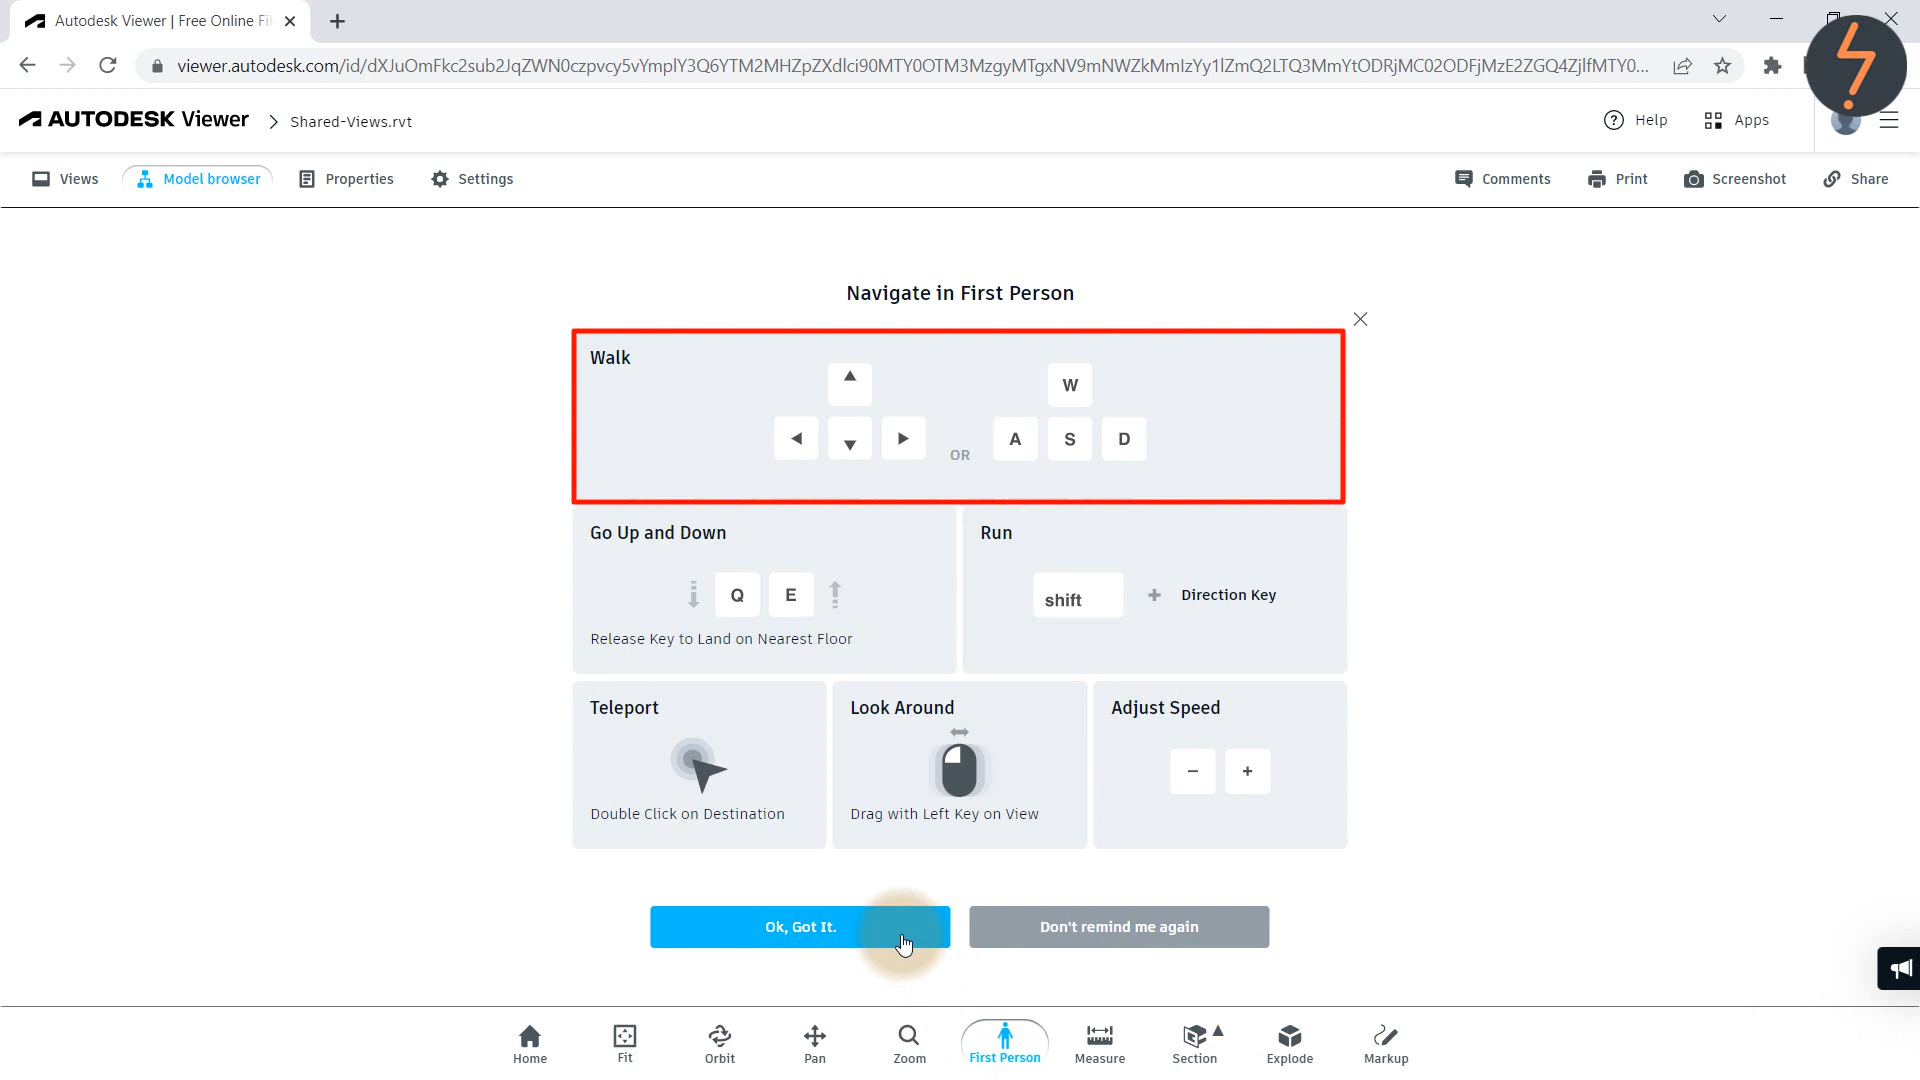 Autodesk Viewer | Free Online Fi
viewer.autodesk.com/id/dXJuOmFkc2sub2JqZWN0czpvcy5vYmplY3Q6YTM2MHZpZXdlci90MTY0OTM3MzgyMTgxNV9mNWZkMmIzYy1lZmQ2LTQ3MmYtODRjMC02ODFjMzE2ZGQ4ZjlfMTY0...
AUTODESK Viewer > Shared-Views.rvt
Help
Apps
Views
Model browser
Properties
Settings
Comments
Print
Screenshot
Share
Navigate in First Person
Walk
W
A S D
OR
Go Up and Down
Q E
Release Key to Land on Nearest Floor
Run
shift + Direction Key
Teleport
Double Click on Destination
Look Around
Drag with Left Key on View
Adjust Speed
- +
Ok, Got It.
Don't remind me again
Home
Fit
Orbit
Pan
Zoom
First Person
Measure
Section
Explode
Markup